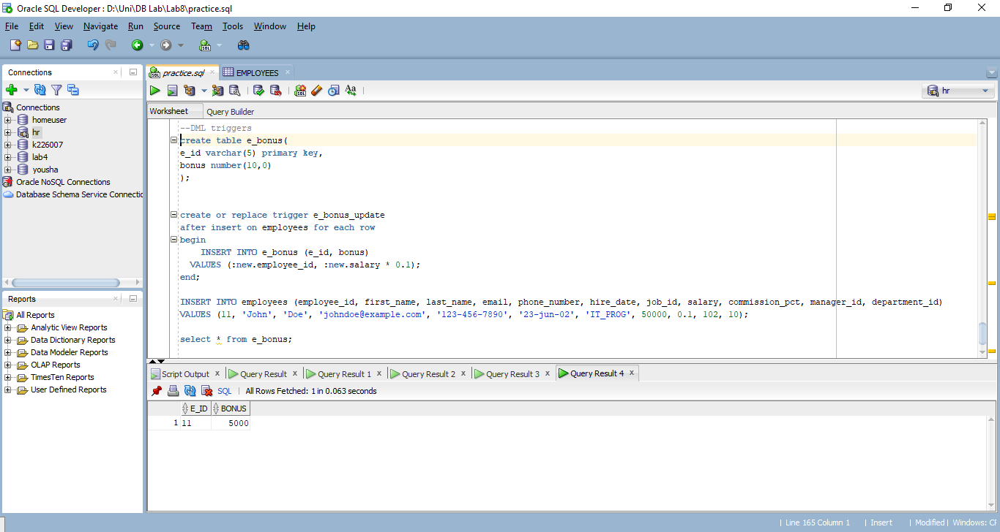 Oracle SQL Developer : D:\Uni\DB Lab\Lab8\practice.sql
File Edit View Navigate Run Source Team Tools Window Help
Connections
Connections
homeuser
hr
k226007
lab4
yousha
Oracle NoSQL Connections
Database Schema Service Connectio
Reports
All Reports
Analytic View Reports
Data Dictionary Reports
Data Modeler Reports
OLAP Reports
TimesTen Reports
User Defined Reports
practice.sql EMPLOYEES
hr
Worksheet Query Builder
--DML triggers
create table e_bonus(
e_id varchar(5) primary key,
bonus number(10,0)
);
create or replace trigger e_bonus_update
after insert on employees for each row
begin
INSERT INTO e_bonus (e_id, bonus)
VALUES (:new.employee_id, :new.salary * 0.1);
end;
INSERT INTO employees (employee_id, first_name, last_name, email, phone_number, hire_date, job_id, salary, commission_pct, manager_id, department_id)
VALUES (11, 'John', 'Doe', 'johndoe@example.com', '123-456-7890', '23-jun-02', 'IT_PROG', 50000, 0.1, 102, 10);
select * from e_bonus;
Script Output x Query Result x Query Result 1 x Query Result 2 x Query Result 3 x Query Result 4 x
SQL | All Rows Fetched: 1 in 0.063 seconds
E_ID BONUS
1 11 5000
| Line 165 Column 1 | Insert | Modified | Windows: CF